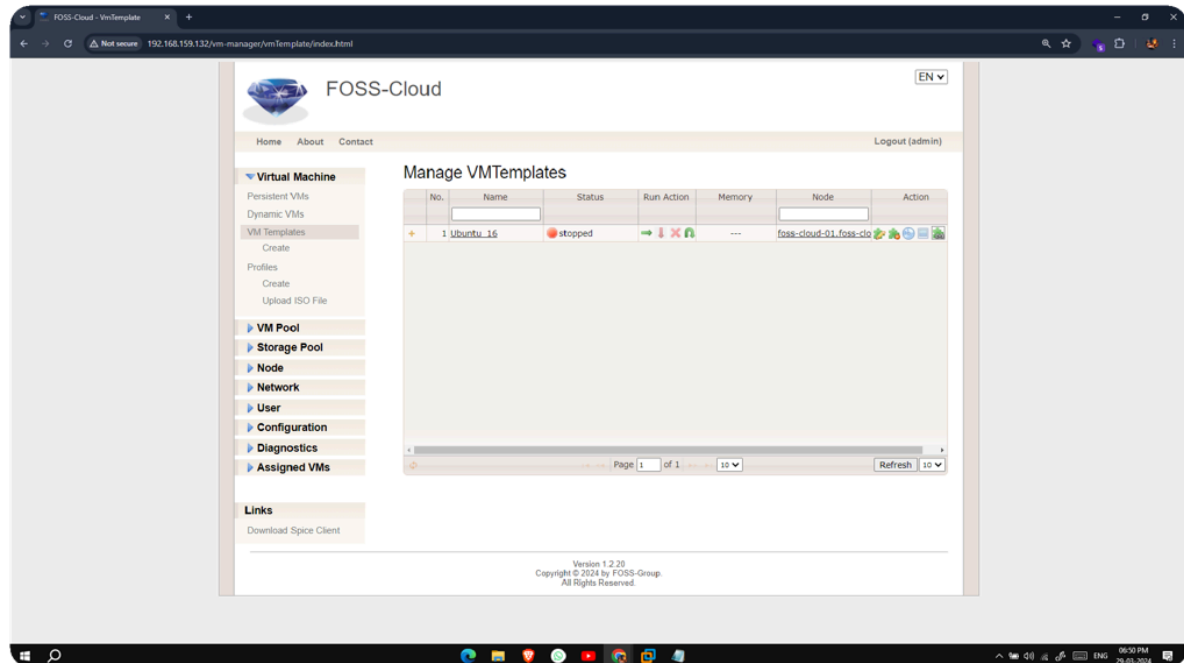 FOSS-Cloud - VmTemplate
Not secure 192.168.159.132/vm-manager/vmTemplate/index.html
FOSS-Cloud
EN
Home About Contact Logout (admin)
Virtual Machine
Persistent VMs
Dynamic VMs
VM Templates
Create
Profiles
Create
Upload ISO File
VM Pool
Storage Pool
Node
Network
User
Configuration
Diagnostics
Assigned VMs
Links
Download Spice Client
Manage VMTemplates
No. Name Status Run Action Memory Node Action
1 Ubuntu_16 stopped --- foss-cloud-01.foss-clo
Page 1 of 1 10 Refresh 10
Version 1.2.20
Copyright © 2024 by FOSS-Group.
All Rights Reserved.
ENG 06:50 PM
29-03-2024